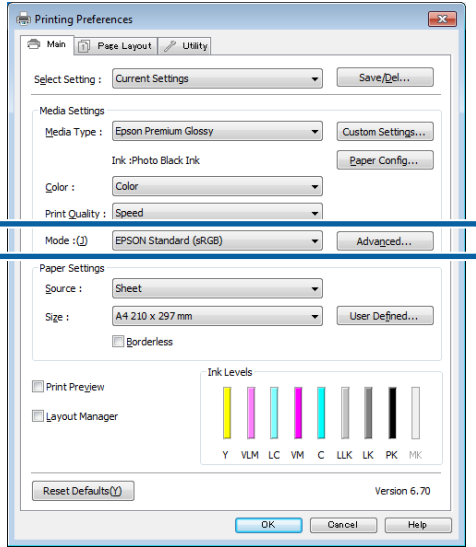 Printing Preferences
Main Page Layout Utility
Select Setting : Current Settings Save/Del...
Media Settings
Media Type : Epson Premium Glossy Custom Settings...
Ink :Photo Black Ink Paper Config...
Color : Color
Print Quality : Speed
Mode :(J) EPSON Standard (sRGB) Advanced...
Paper Settings
Source : Sheet
Size : A4 210 x 297 mm User Defined...
Borderless
Ink Levels
Print Preview
Layout Manager
Y VLM LC VM C LLK LK PK MK
Reset Defaults(Y) Version 6.70
OK Cancel Help